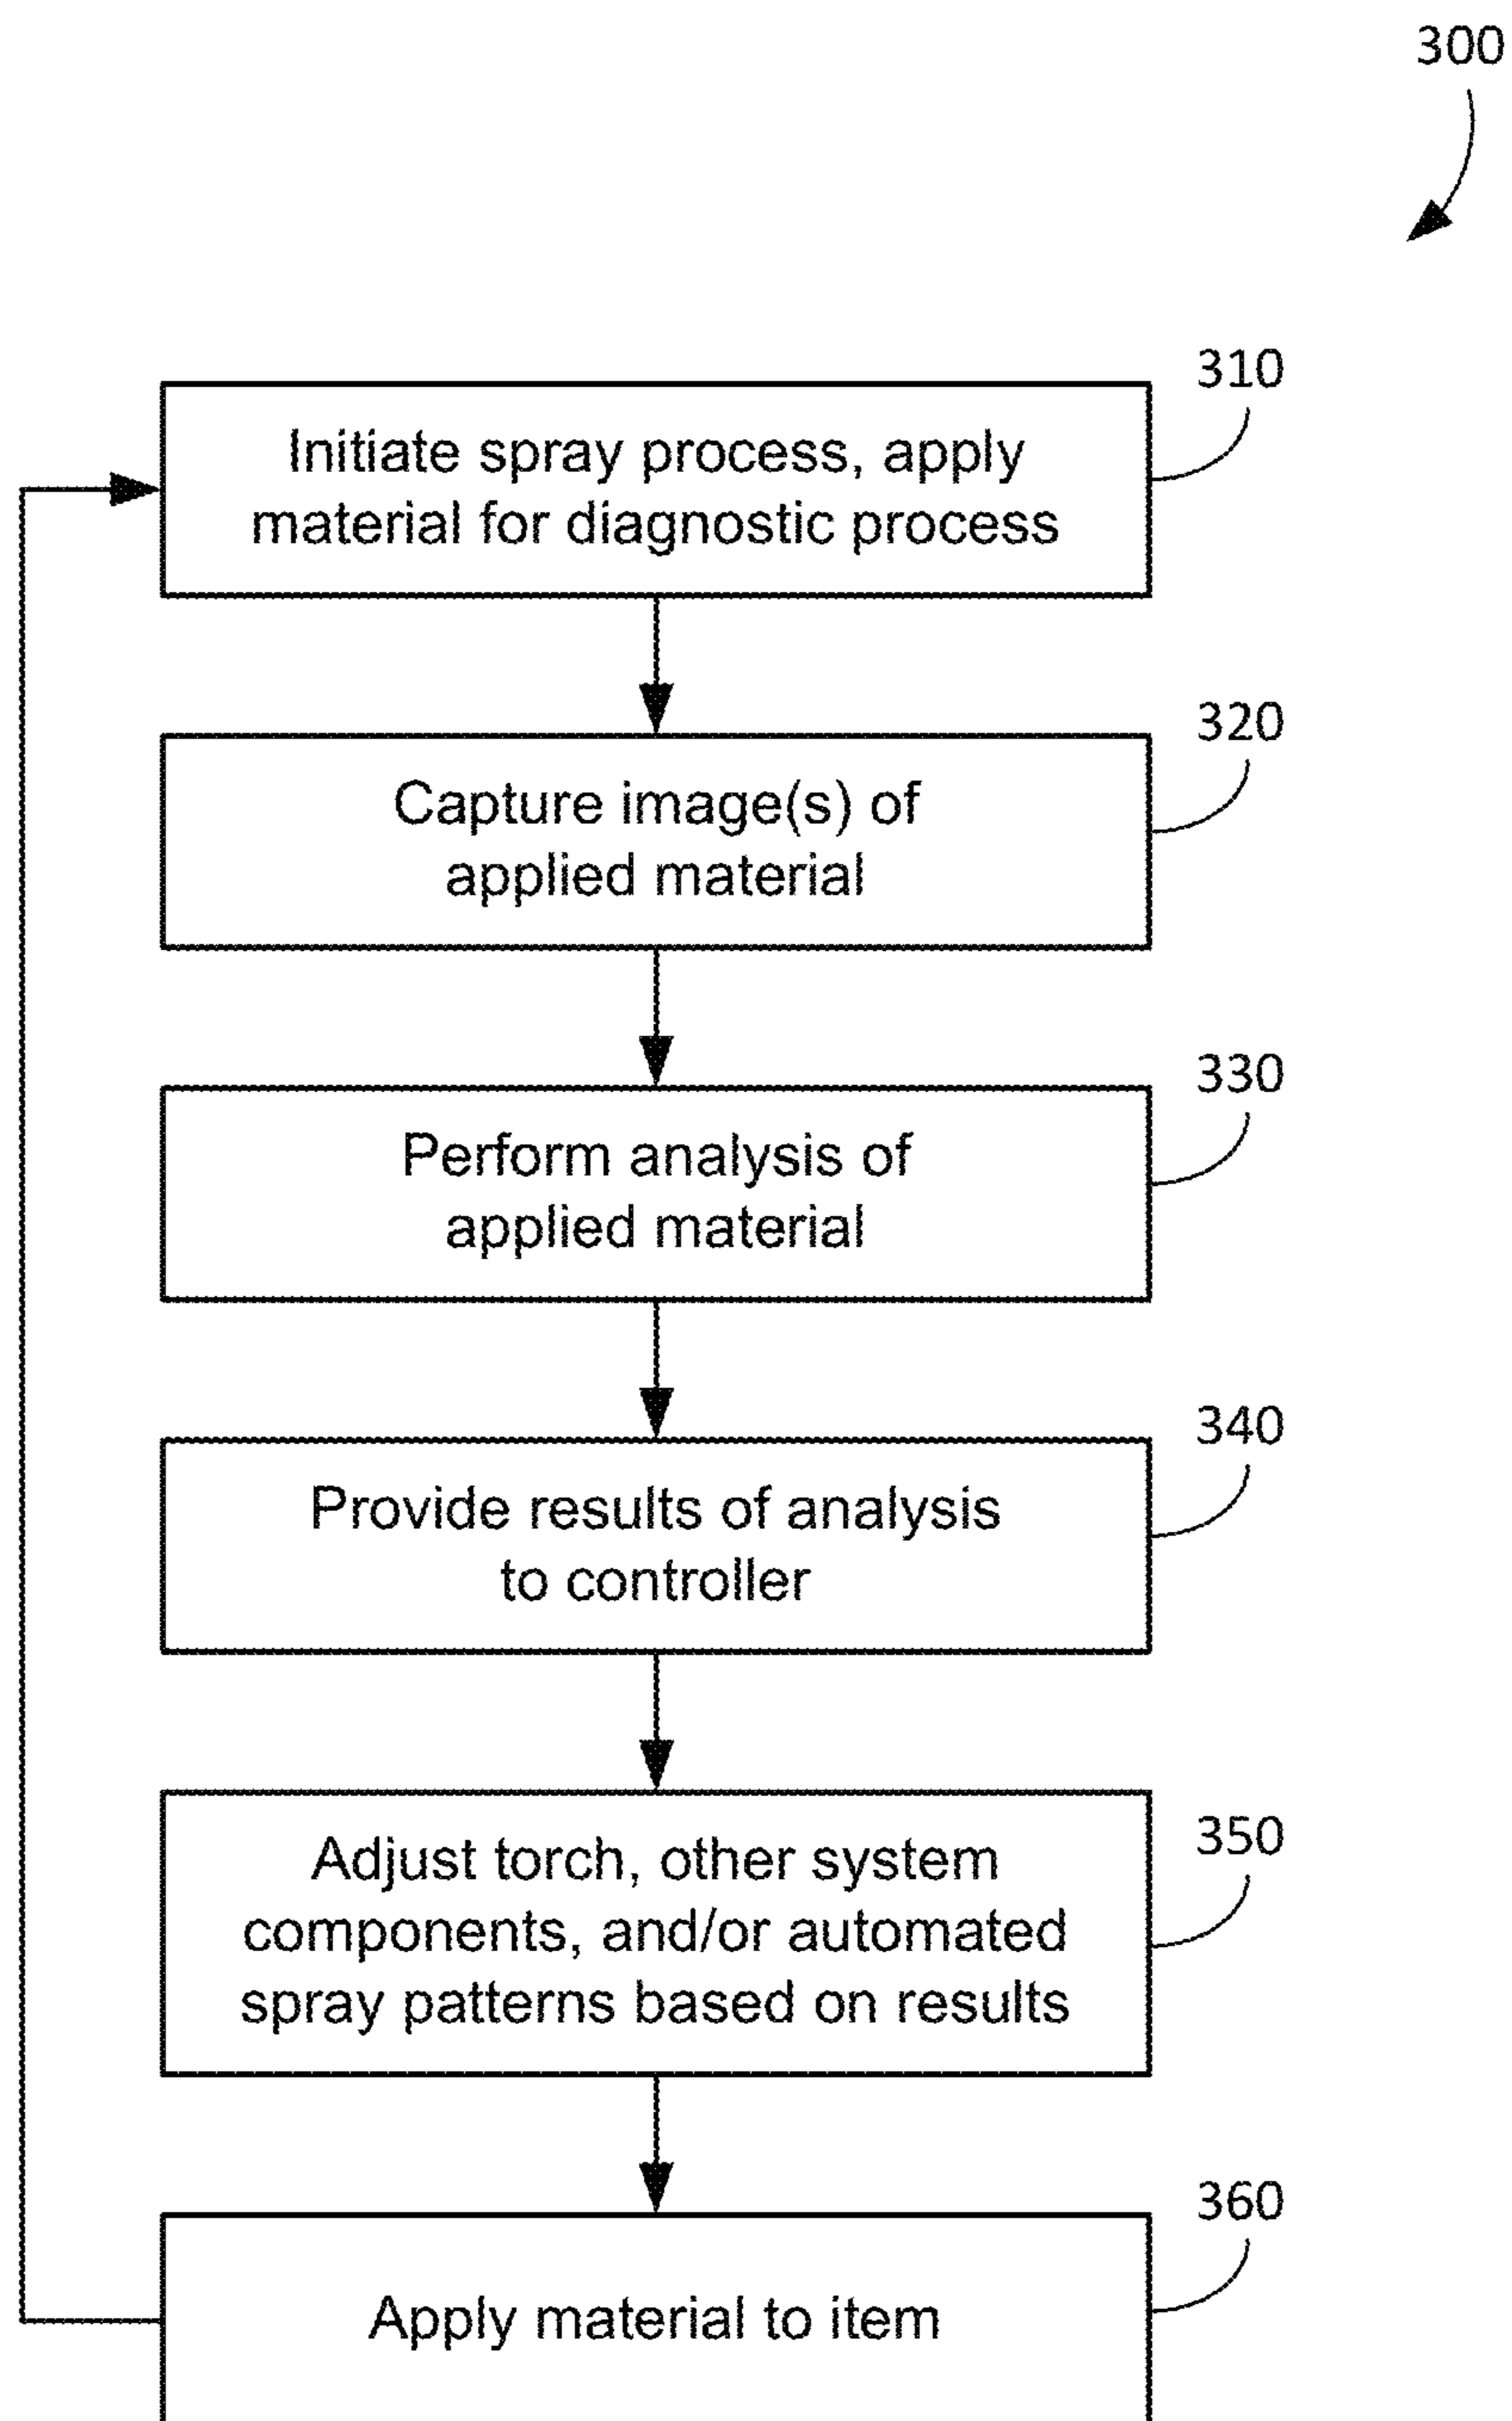 300
310
Initiate spray process, apply
material for diagnostic process
320
Capture image(s) of
applied material
330
Perform analysis of
applied material
340
Provide results of analysis
to controller
350
Adjust torch, other system
components, and/or automated
spray patterns based on results
360
Apply material to item